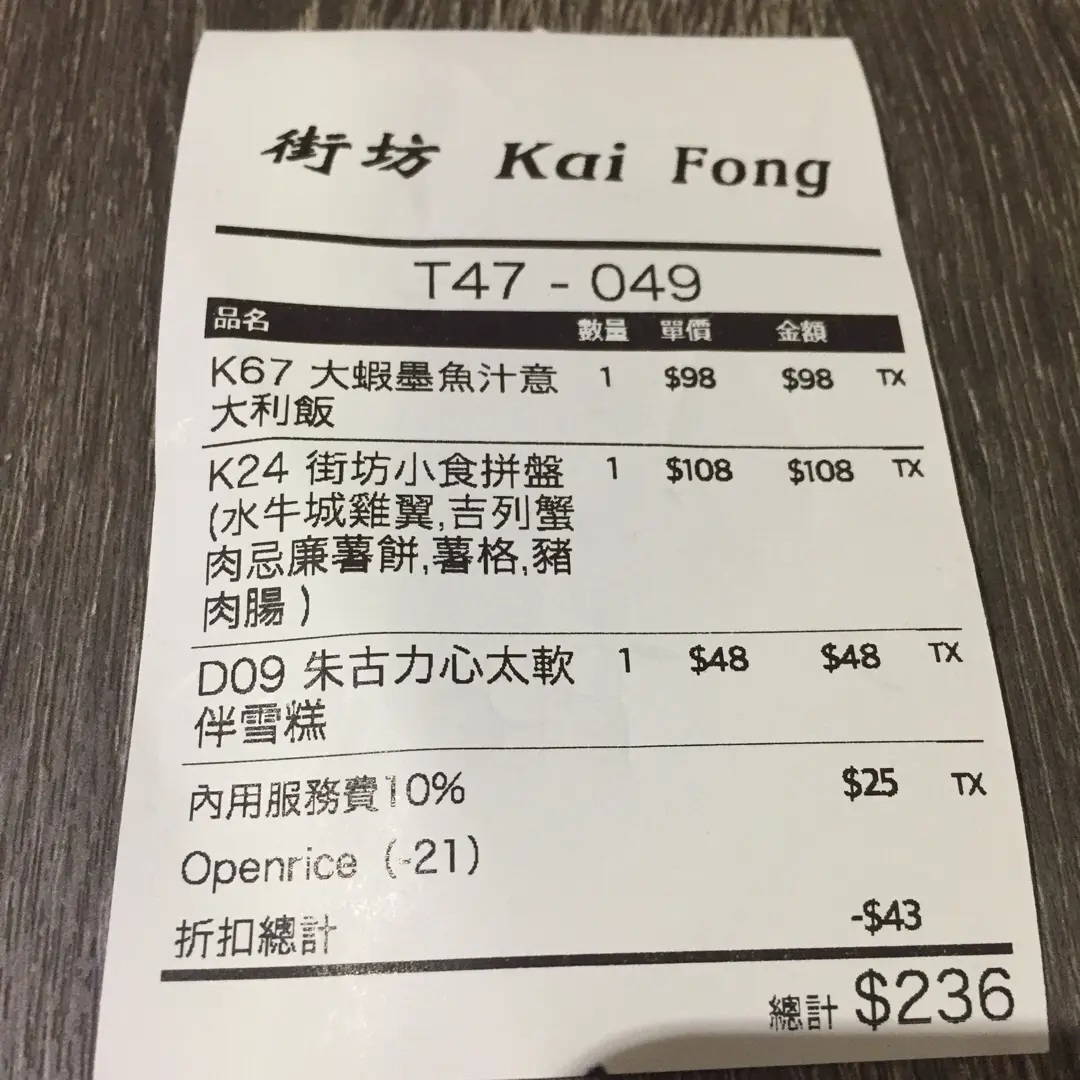 街坊 Kai Fong
T47 - 049
品名 數量 單價 金額
K67 大蝦墨魚汁意 1 $98 $98 TX
大利飯
K24 街坊小食拼盤 1 $108 $108 TX
(水牛城雞翼,吉列蟹
肉忌廉薯餅,薯格,豬
肉腸 )
D09 朱古力心太軟 1 $48 $48 TX
伴雪糕
內用服務費10% $25 TX
Openrice (-21)
折扣總計 -$43
總計 $236